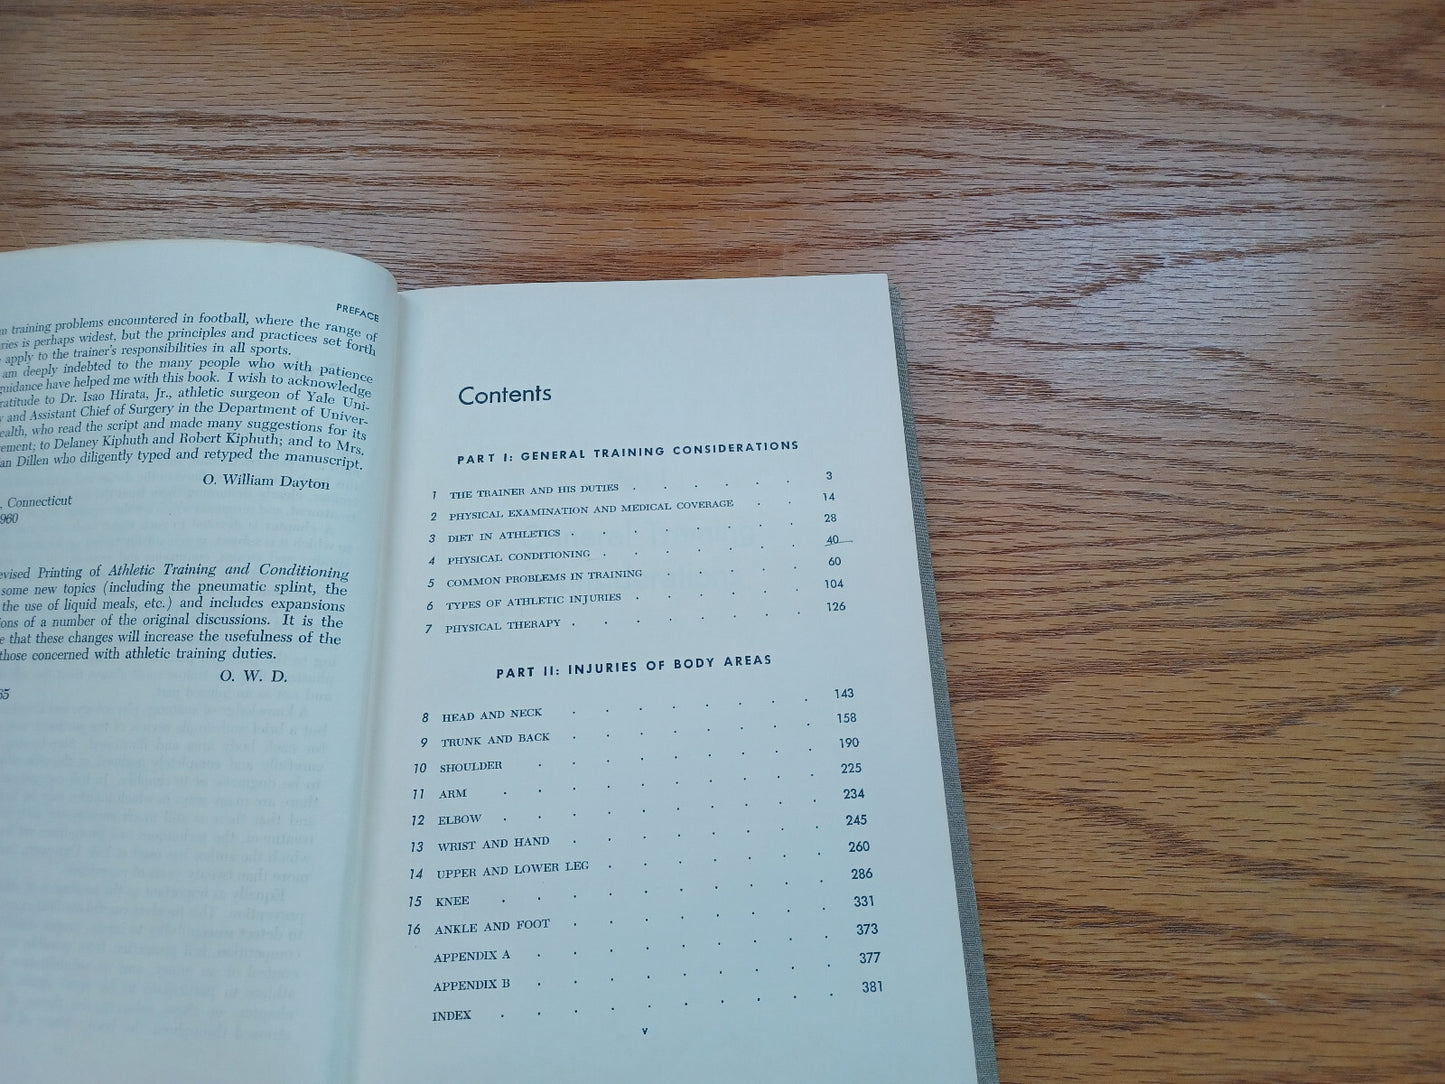 PREFACE
training problems encountered in football, where the range of
is perhaps widest, but the principles and practices set forth
apply to the trainer's responsibilities in all sports.
am deeply indebted to the many people who with patience
guidance have helped me with this book. I wish to acknowledge
to Dr. Isao Hirata, Jr., athletic surgeon of Yale Uni-
and Assistant Chief of Surgery in the Department of Univer-
who read the script and made many suggestions for its
to Delaney Kiphuth and Robert Kiphuth; and to Mrs.
Dillen who diligently typed and retyped the manuscript.
O. William Dayton
, Connecticut
960
Printing of Athletic Training and Conditioning
some new topics (including the pneumatic splint, the
the use of liquid meals, etc.) and includes expansions
of a number of the original discussions. It is the
that these changes will increase the usefulness of the
those concerned with athletic training duties.
O. W. D.
65
Contents
PART I: GENERAL TRAINING CONSIDERATIONS
1 THE TRAINER AND HIS DUTIES . . . . . 3
2 PHYSICAL EXAMINATION AND MEDICAL COVERAGE . . 14
3 DIET IN ATHLETICS . . . . . . . 28
4 PHYSICAL CONDITIONING . . . . . . 40
5 COMMON PROBLEMS IN TRAINING . . . . . 60
6 TYPES OF ATHLETIC INJURIES . . . . . . 104
7 PHYSICAL THERAPY . . . . . . . 126
PART II: INJURIES OF BODY AREAS
8 HEAD AND NECK . . . . . . . . 143
9 TRUNK AND BACK . . . . . . . . 158
10 SHOULDER . . . . . . . . 190
11 ARM . . . . . . . . . 225
12 ELBOW . . . . . . . . . 234
13 WRIST AND HAND . . . . . . . . 245
14 UPPER AND LOWER LEG . . . . . . . 260
15 KNEE . . . . . . . . . 286
16 ANKLE AND FOOT . . . . . . . . 331
APPENDIX A . . . . . . . . . 373
APPENDIX B . . . . . . . . . 377
INDEX . . . . . . . . . . 381
v